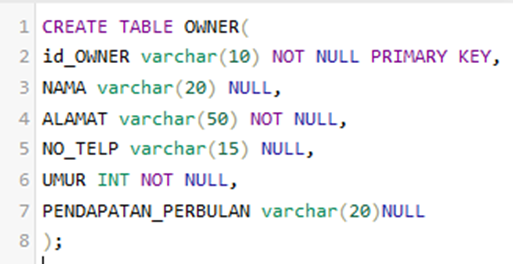 1 CREATE TABLE OWNER(
2 id_OWNER varchar(10) NOT NULL PRIMARY KEY,
3 NAMA varchar(20) NULL,
4 ALAMAT varchar(50) NOT NULL,
5 NO_TELP varchar(15) NULL,
6 UMUR INT NOT NULL,
7 PENDAPATAN_PERBULAN varchar(20)NULL
8 );